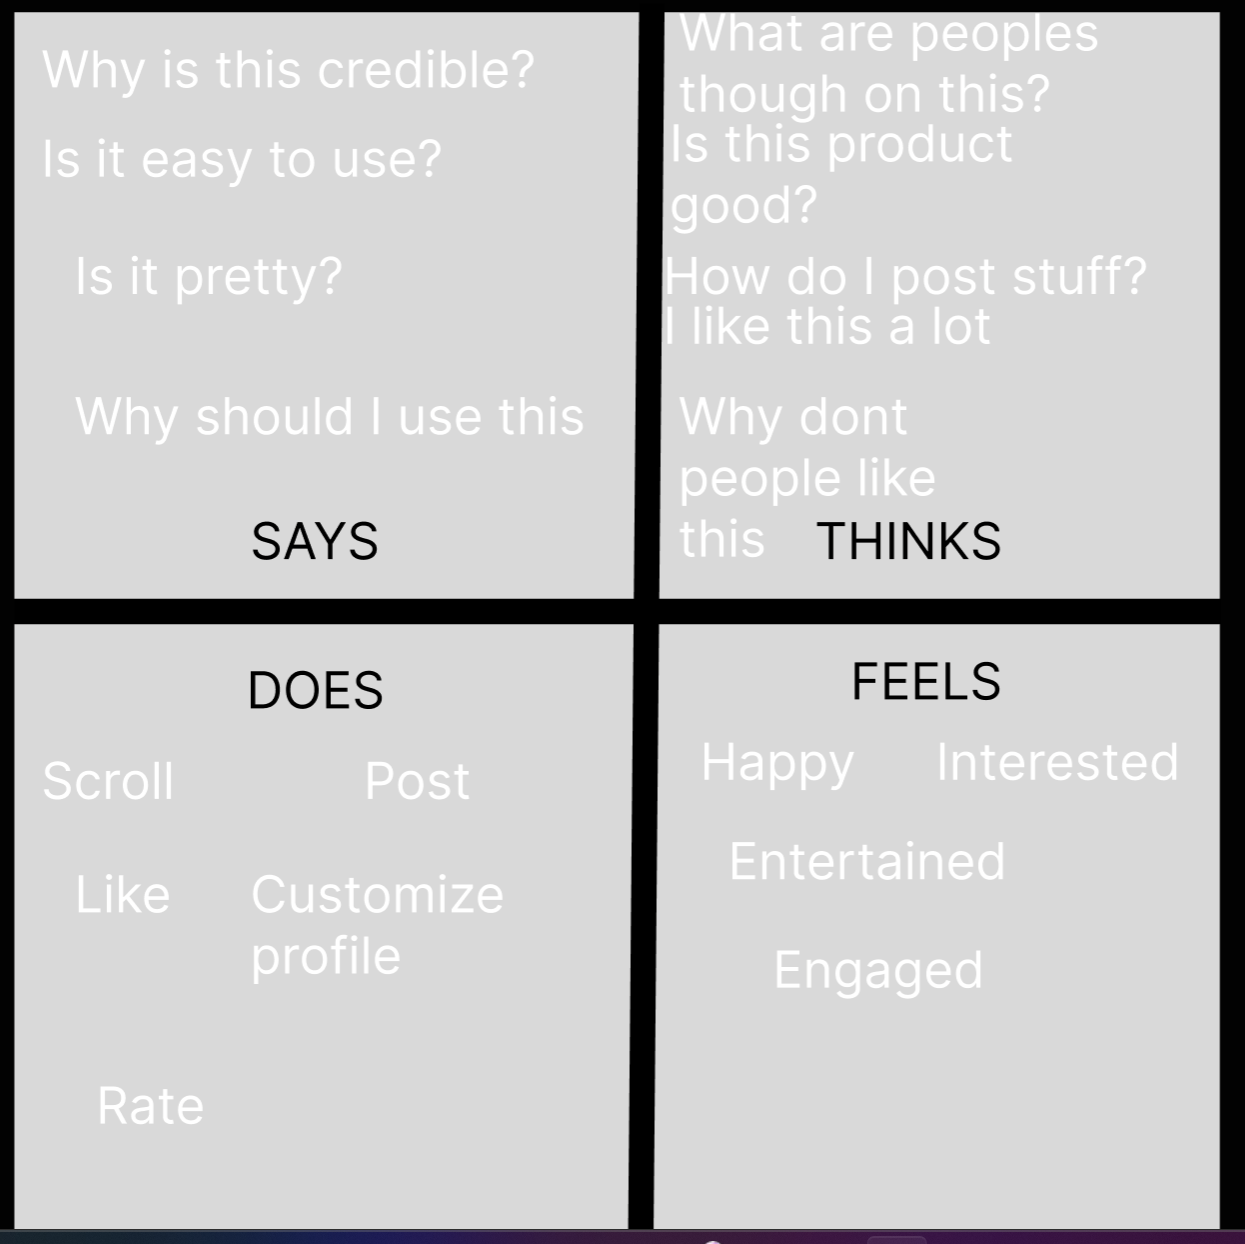 Why is this credible?
Is it easy to use?
Is it pretty?
Why should I use this
SAYS
What are peoples
though on this?
Is this product
good?
How do I post stuff?
I like this a lot
Why dont
people like
this
THINKS
DOES
Scroll
Post
Like
Customize
profile
Rate
FEELS
Happy
Interested
Entertained
Engaged